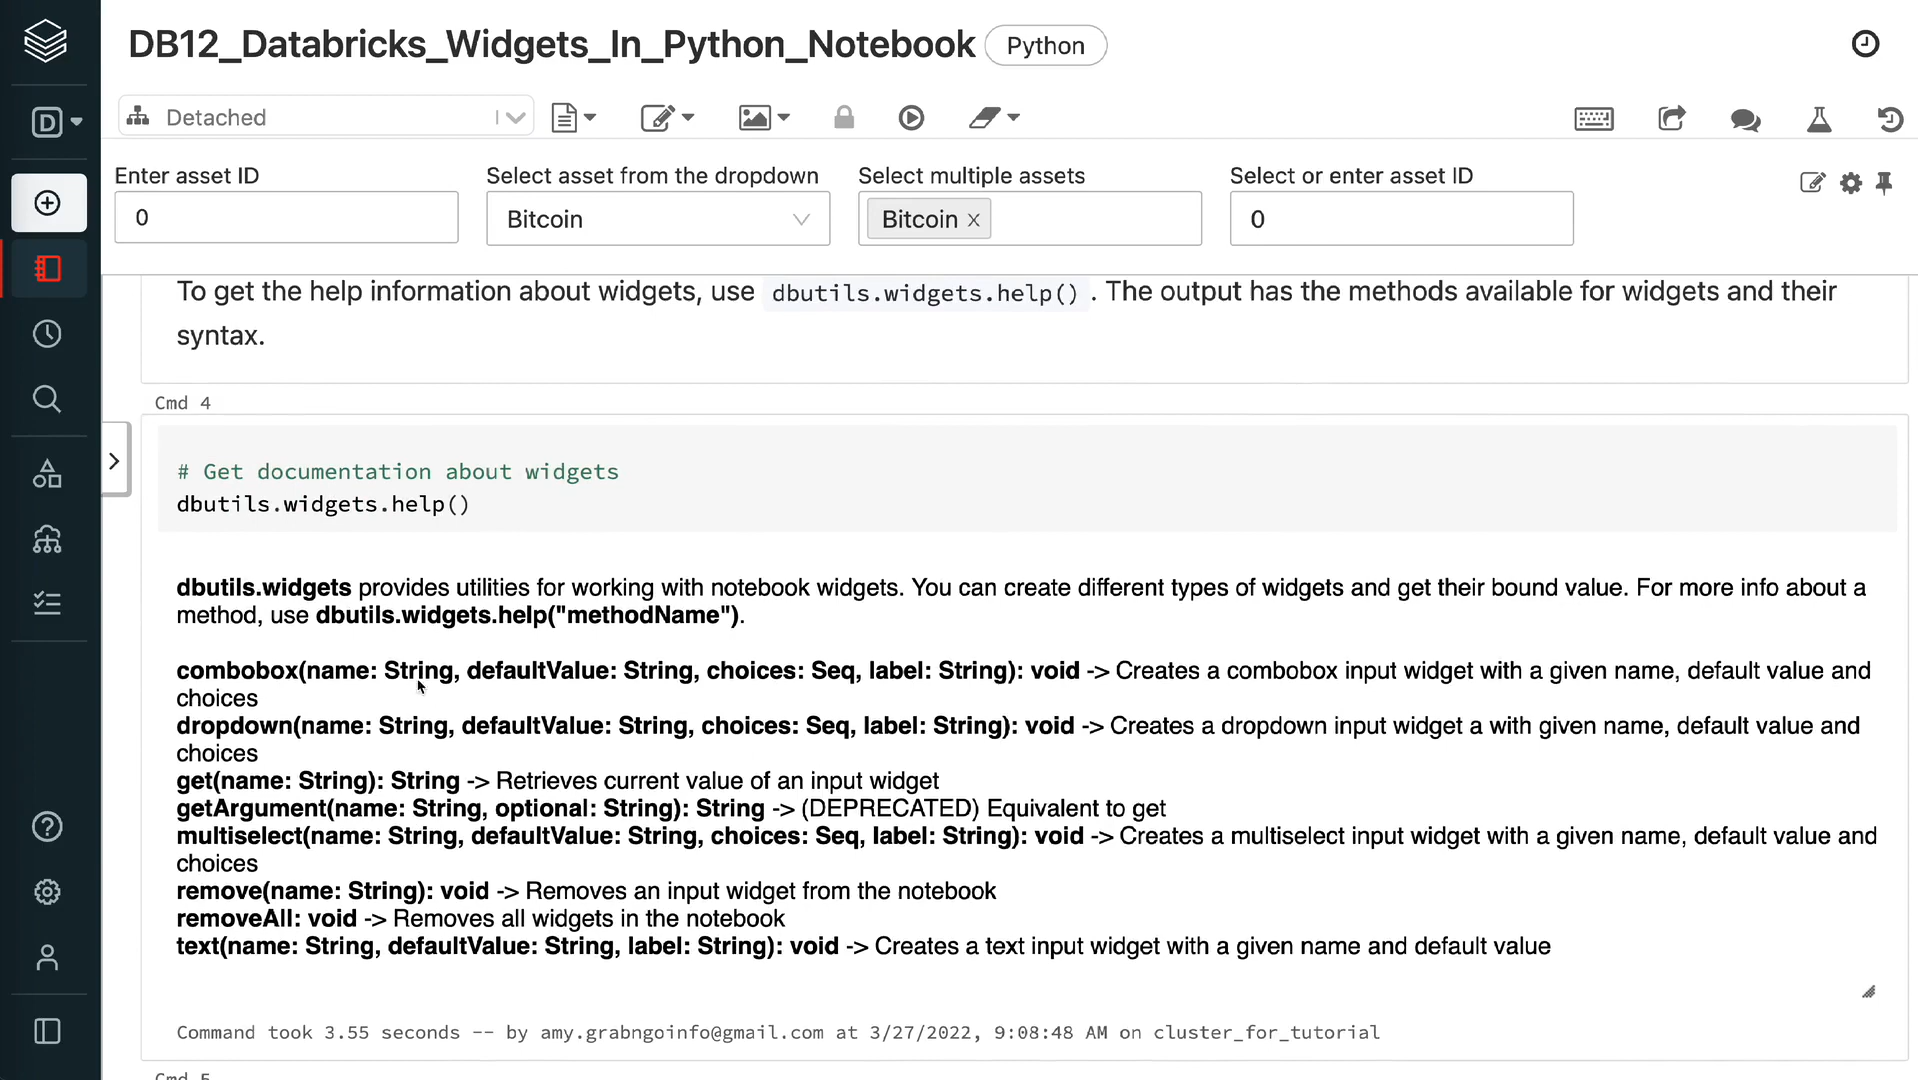 DB12_Databricks_Widgets_In_Python_Notebook Python
D
Detached
Enter asset ID
Select asset from the dropdown
Select multiple assets
Select or enter asset ID
0
Bitcoin
Bitcoin ×
0
To get the help information about widgets, use dbutils.widgets.help() . The output has the methods available for widgets and their
syntax.
Cmd 4
# Get documentation about widgets
dbutils.widgets.help()
dbutils.widgets provides utilities for working with notebook widgets. You can create different types of widgets and get their bound value. For more info about a
method, use dbutils.widgets.help("methodName").
combobox(name: String, defaultValue: String, choices: Seq, label: String): void -> Creates a combobox input widget with a given name, default value and
choices
dropdown(name: String, defaultValue: String, choices: Seq, label: String): void -> Creates a dropdown input widget a with given name, default value and
choices
get(name: String): String -> Retrieves current value of an input widget
getArgument(name: String, optional: String): String -> (DEPRECATED) Equivalent to get
multiselect(name: String, defaultValue: String, choices: Seq, label: String): void -> Creates a multiselect input widget with a given name, default value and
choices
remove(name: String): void -> Removes an input widget from the notebook
removeAll: void -> Removes all widgets in the notebook
text(name: String, defaultValue: String, label: String): void -> Creates a text input widget with a given name and default value
Command took 3.55 seconds -- by amy.grabngoinfo@gmail.com at 3/27/2022, 9:08:48 AM on cluster_for_tutorial
Cmd 5